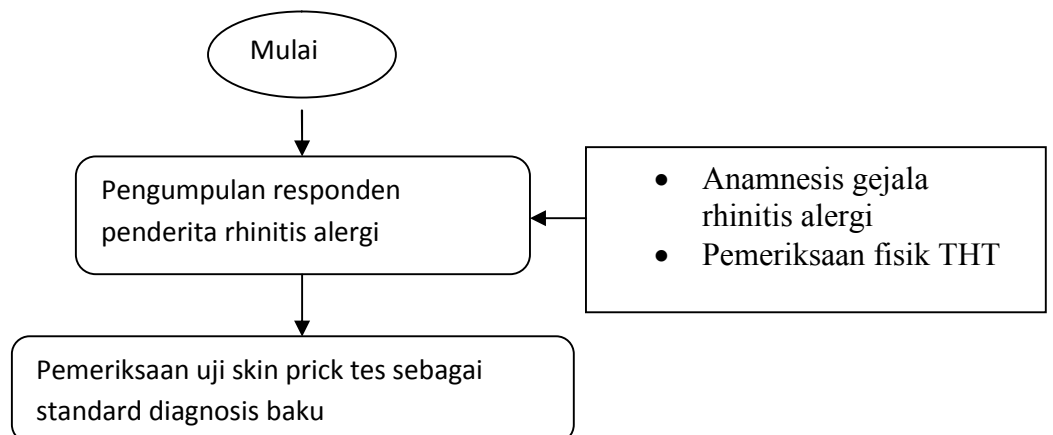 Mulai
Pengumpulan responden
penderita rhinitis alergi
• Anamnesis gejala
rhinitis alergi
• Pemeriksaan fisik THT
Pemeriksaan uji skin prick tes sebagai
standard diagnosis baku